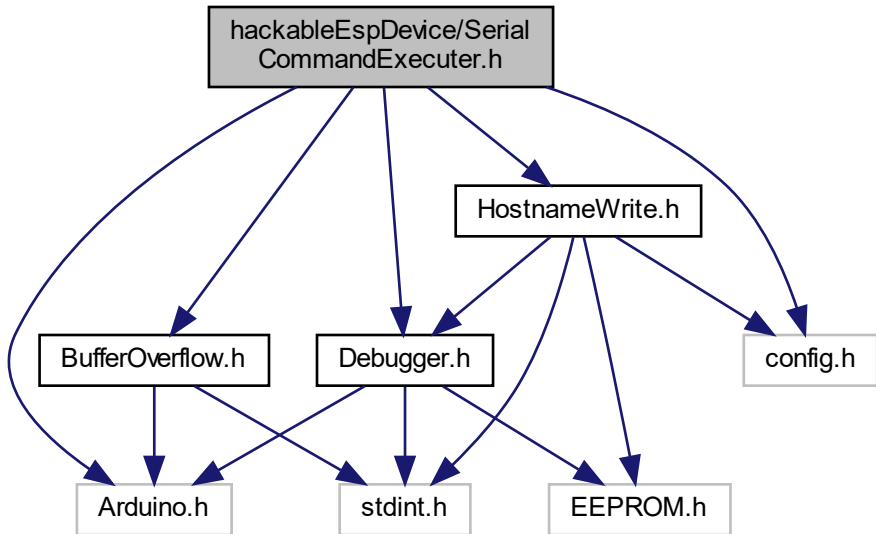 hackableEspDevice/Serial
CommandExecuter.h
HostnameWrite.h
BufferOverflow.h
Debugger.h
config.h
Arduino.h
stdint.h
EEPROM.h